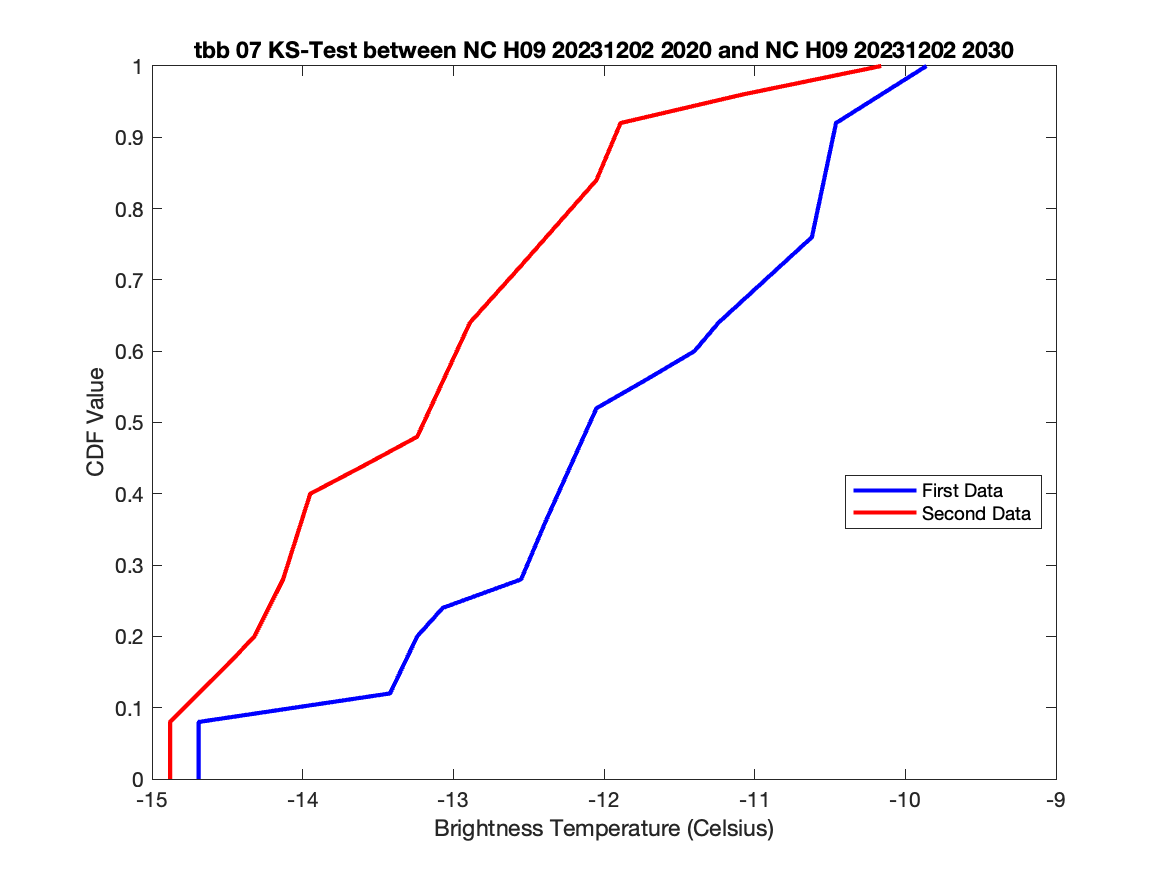 tbb 07 KS-Test between NC H09 20231202 2020 and NC H09 20231202 2030
1
0.9
0.8
0.7
0.6
0.5
0.4
0.3
0.2
0.1
0
CDF Value
First Data
Second Data
-15 -14 -13 -12 -11 -10 -9
Brightness Temperature (Celsius)